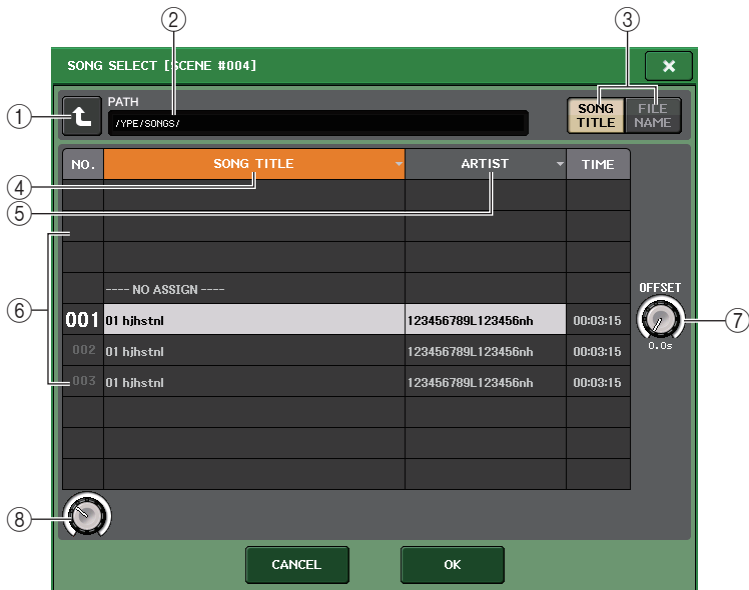 ② ③
SONG SELECT [SCENE #004]
①
PATH
/YPE/SONGS/
SONG TITLE
FILE NAME
NO. SONG TITLE ARTIST TIME
④
⑤
---- NO ASSIGN ----
OFFSET
⑥
001 01 hjhstnl 123456789L123456nh 00:03:15
⑦
0.0s
002 01 hjhstnl 123456789L123456nh 00:03:15
003 01 hjhstnl 123456789L123456nh 00:03:15
⑧
CANCEL OK